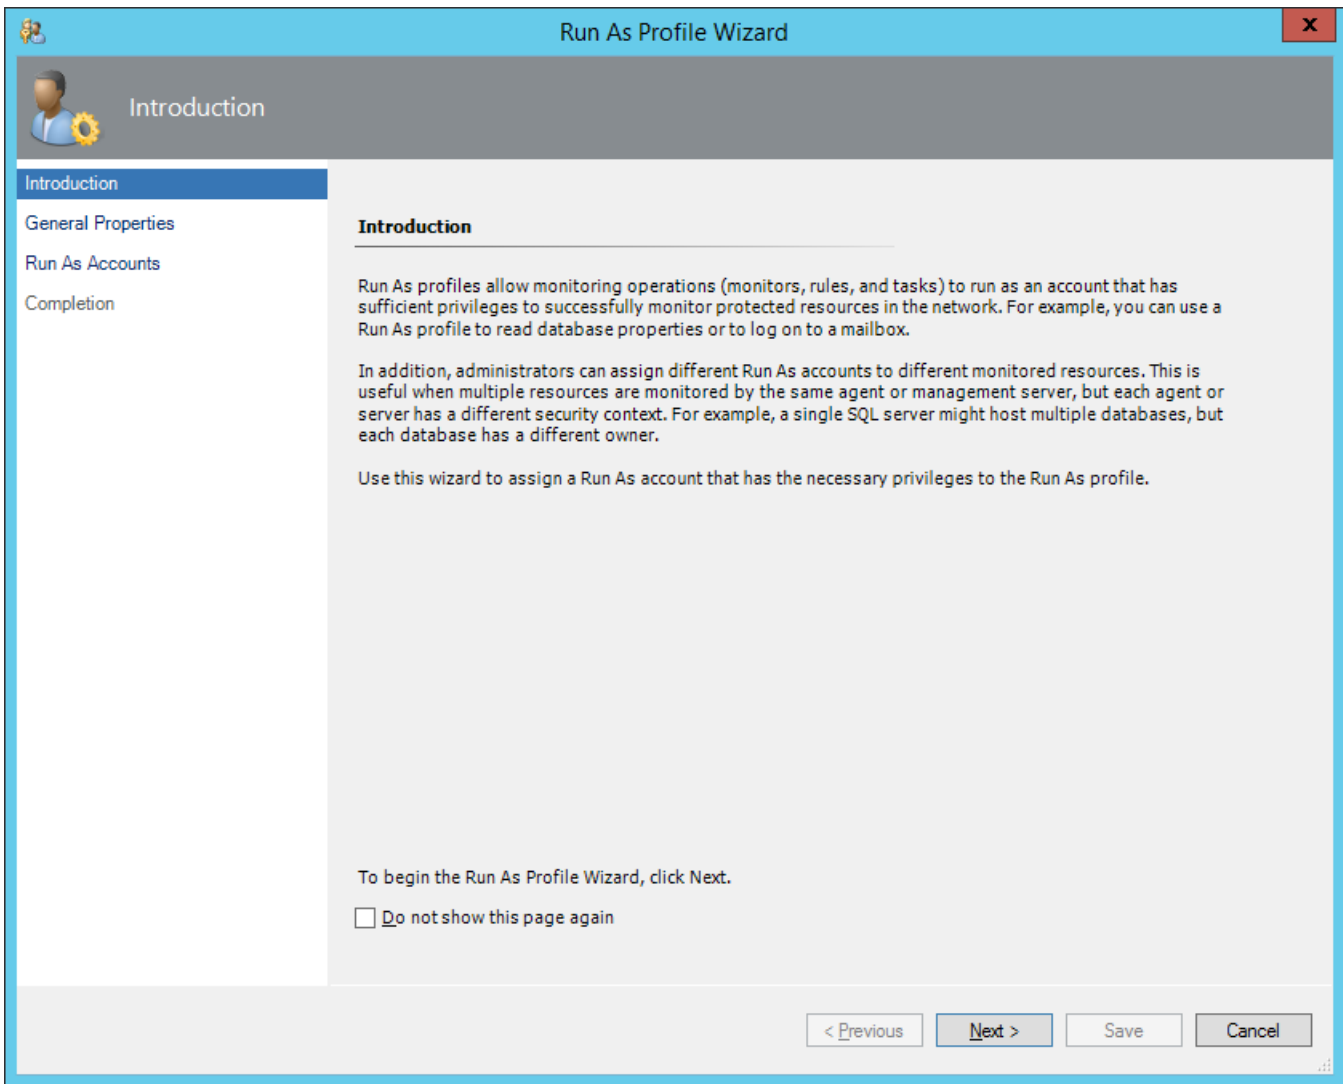 Run As Profile Wizard
x
Introduction
Introduction
General Properties
Run As Accounts
Completion
Introduction
Run As profiles allow monitoring operations (monitors, rules, and tasks) to run as an account that has
sufficient privileges to successfully monitor protected resources in the network. For example, you can use a
Run As profile to read database properties or to log on to a mailbox.
In addition, administrators can assign different Run As accounts to different monitored resources. This is
useful when multiple resources are monitored by the same agent or management server, but each agent or
server has a different security context. For example, a single SQL server might host multiple databases, but
each database has a different owner.
Use this wizard to assign a Run As account that has the necessary privileges to the Run As profile.
To begin the Run As Profile Wizard, click Next.
Do not show this page again
< Previous
Next >
Save
Cancel